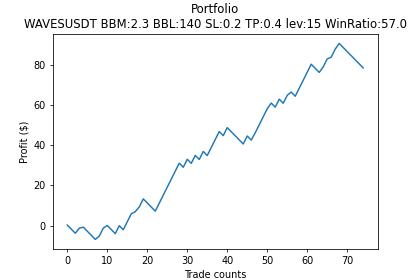 Portfolio
WAVESUSDT BBM:2.3 BBL:140 SL:0.2 TP:0.4 lev:15 WinRatio:57.0
80
60
40
20
0
Profit ($)
0 10 20 30 40 50 60 70
Trade counts